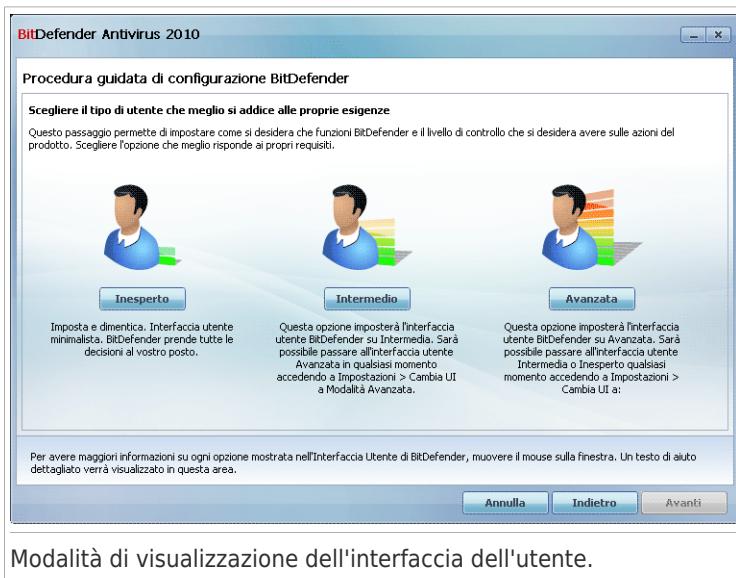 BitDefender Antivirus 2010
Procedura guidata di configurazione BitDefender
Scegliere il tipo di utente che meglio si addice alle proprie esigenze
Questo passaggio permette di impostare come si desidera che funzioni BitDefender e il livello di controllo che si desidera avere sulle azioni del
prodotto. Scegliere l'opzione che meglio risponde ai propri requisiti.
Inesperto
Imposta e dimentica. Interfaccia utente
minimalista. BitDefender prende tutte le
decisioni al vostro posto.
Intermedio
Questa opzione imposterà l'interfaccia
utente BitDefender su Intermedia. Sarà
possibile passare all'interfaccia utente
Avanzata in qualsiasi momento
accedendo a Impostazioni > Cambia UI
a Modalità Avanzata.
Avanzata
Questa opzione imposterà l'interfaccia
utente BitDefender su Avanzata. Sarà
possibile passare all'interfaccia utente
Intermedia o Inesperto qualsiasi
momento accedendo a Impostazioni >
Cambia UI a:
Per avere maggiori informazioni su ogni opzione mostrata nell'Interfaccia Utente di BitDefender, muovere il mouse sulla finestra. Un testo di aiuto
dettagliato verrà visualizzato in questa area.
Annulla
Indietro
Avanti
Modalità di visualizzazione dell'interfaccia dell'utente.